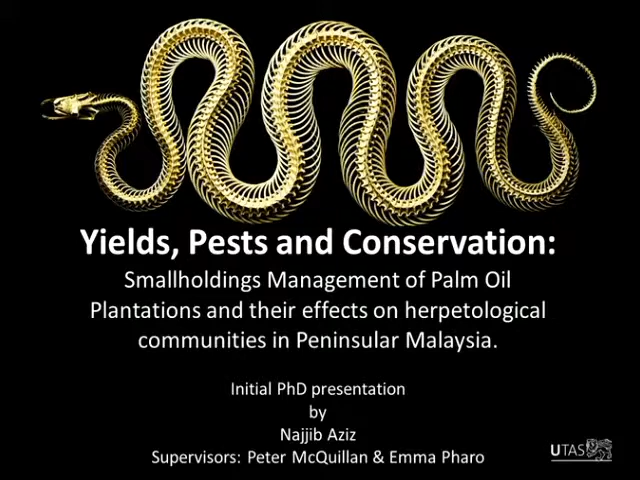 Yields, Pests and Conservation:
Smallholdings Management of Palm Oil
Plantations and their effects on herpetological
communities in Peninsular Malaysia.
Initial PhD presentation
by
Najjib Aziz
Supervisors: Peter McQuillan & Emma Pharo
UTAS